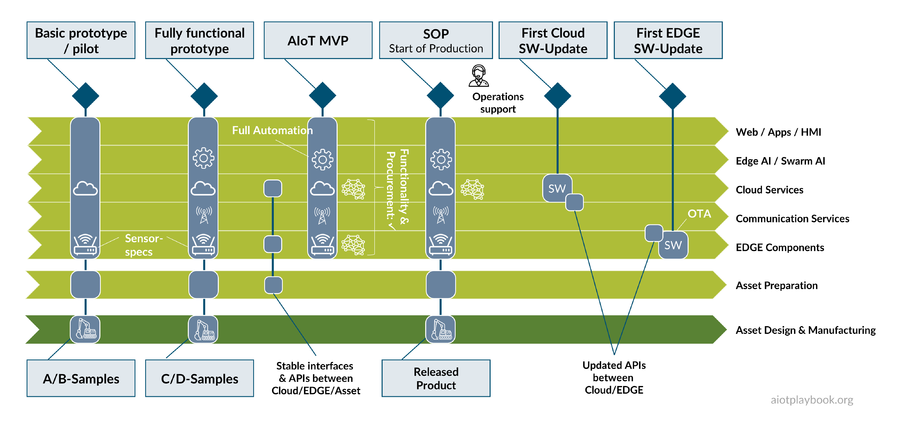 Basic prototype
/ pilot
Fully functional
prototype
AIoT MVP
SOP
Start of Production
First Cloud
SW-Update
First EDGE
SW-Update
Operations
support
Full Automation
Functionality &
Procurement: ✓
Web / Apps / HMI
Edge AI / Swarm AI
Cloud Services
SW
Communication Services
OTA
Sensor-
specs
SW
EDGE Components
Asset Preparation
Asset Design & Manufacturing
A/B-Samples
C/D-Samples
Stable interfaces
& APIs between
Cloud/EDGE/Asset
Released
Product
Updated APIs
between
Cloud/EDGE
aiotplaybook.org